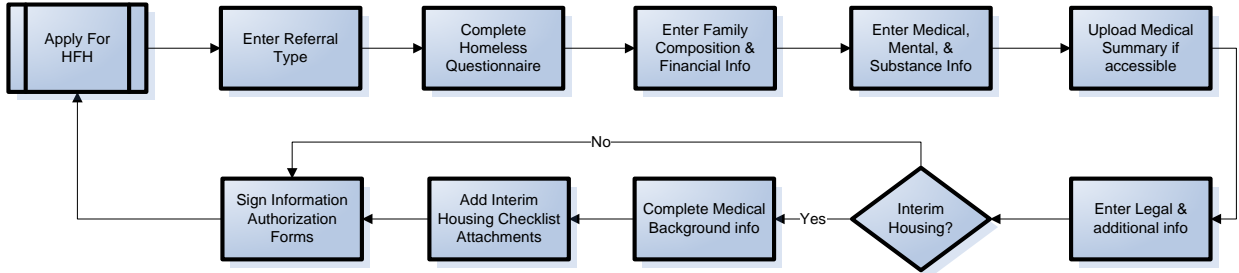 Apply For
HFH
Enter Referral
Type
Complete
Homeless
Questionnaire
Enter Family
Composition &
Financial Info
Enter Medical,
Mental, &
Substance Info
Upload Medical
Summary if
accessible
Enter Legal &
additional info
Interim
Housing?
No
Yes
Complete Medical
Background info
Add Interim
Housing Checklist
Attachments
Sign Information
Authorization
Forms